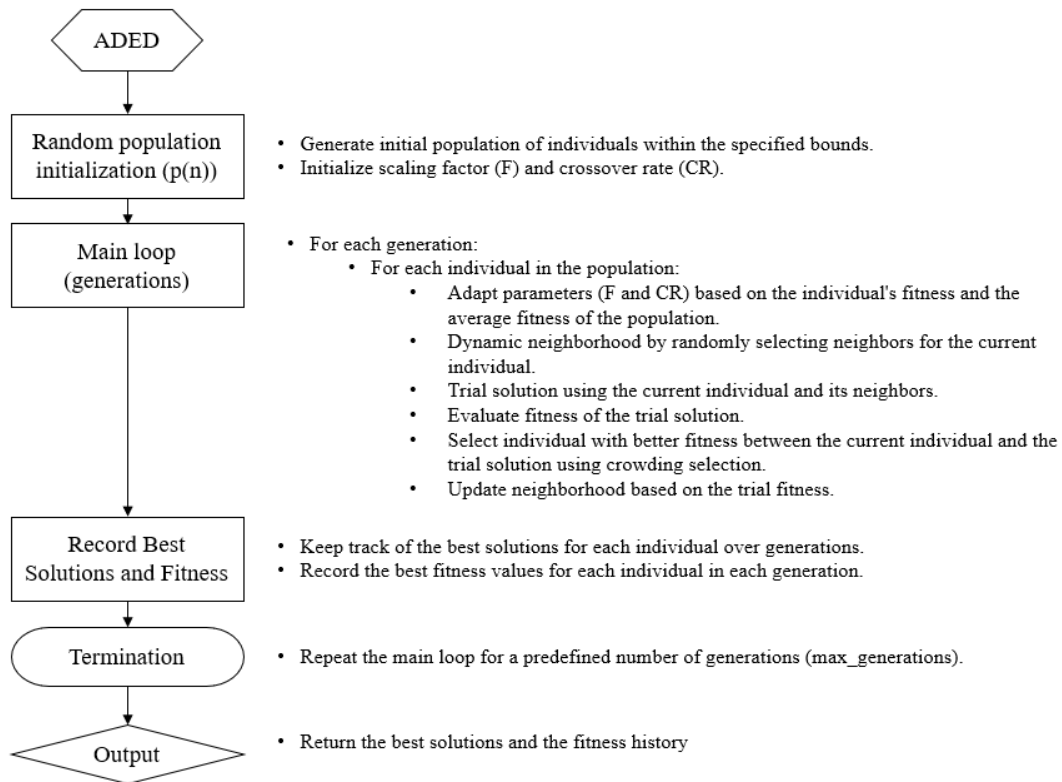 ADED
Random population
initialization (p(n))
• Generate initial population of individuals within the specified bounds.
• Initialize scaling factor (F) and crossover rate (CR).
Main loop
(generations)
• For each generation:
• For each individual in the population:
• Adapt parameters (F and CR) based on the individual's fitness and the
average fitness of the population.
• Dynamic neighborhood by randomly selecting neighbors for the current
individual.
• Trial solution using the current individual and its neighbors.
• Evaluate fitness of the trial solution.
• Select individual with better fitness between the current individual and the
trial solution using crowding selection.
• Update neighborhood based on the trial fitness.
Record Best
Solutions and Fitness
• Keep track of the best solutions for each individual over generations.
• Record the best fitness values for each individual in each generation.
Termination
• Repeat the main loop for a predefined number of generations (max_generations).
Output
• Return the best solutions and the fitness history